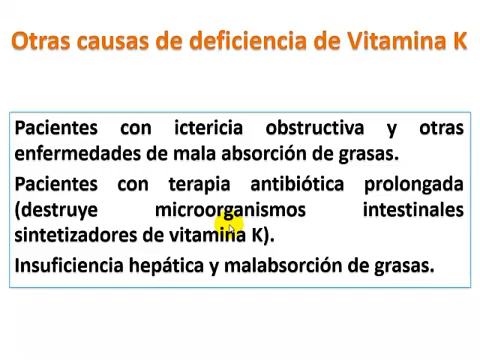 Otras causas de deficiencia de Vitamina K
Pacientes con ictericia obstructiva y otras
enfermedades de mala absorción de grasas.
Pacientes con terapia antibiótica prolongada
(destruye microorganismos intestinales
sintetizadores de vitamina K).
Insuficiencia hepática y malabsorción de grasas.